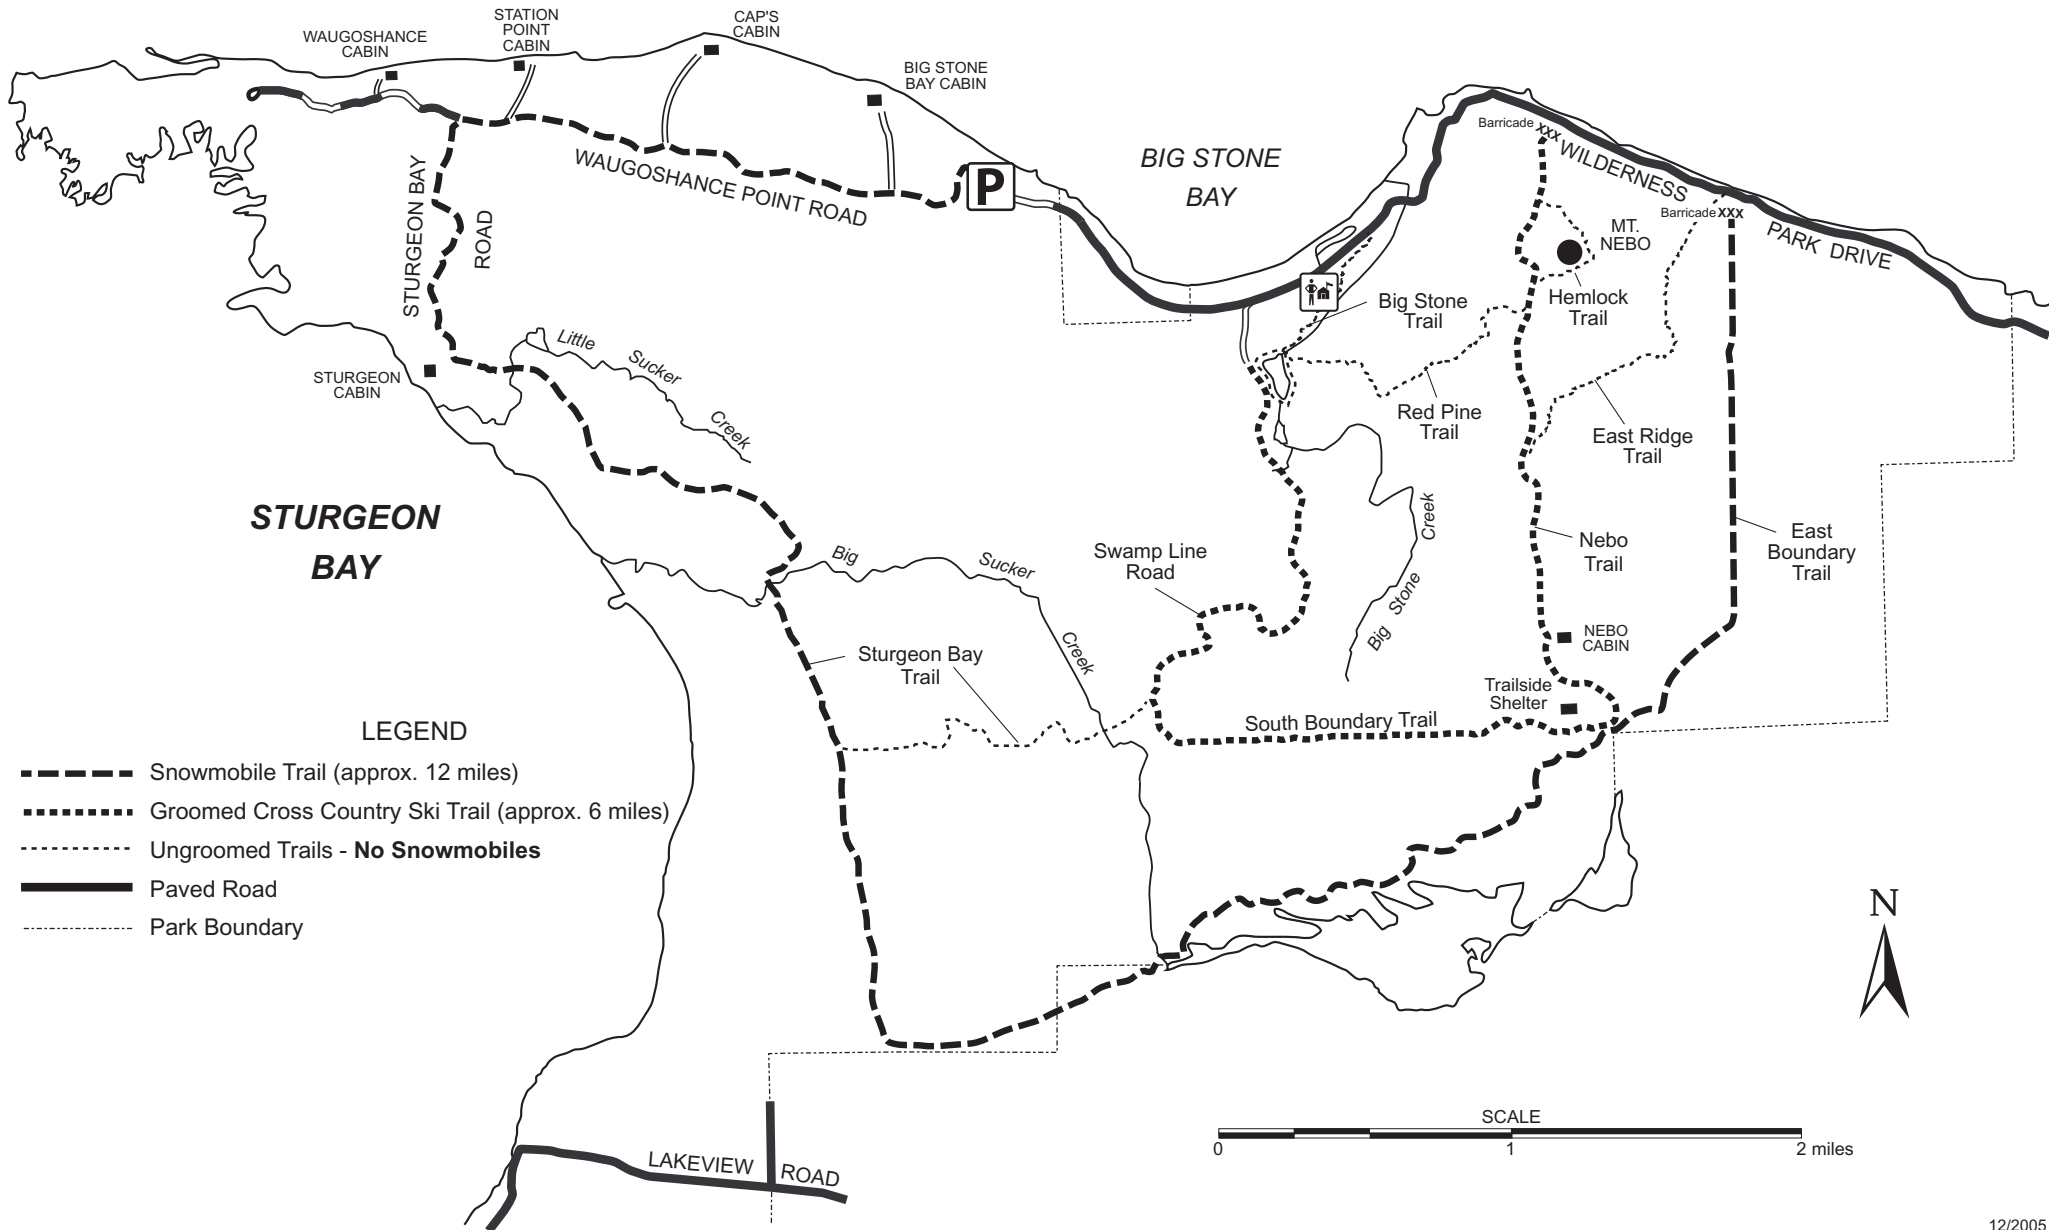 WAUGOSHANCE
CABIN
STATION
POINT
CABIN
CAP'S
CABIN
BIG STONE
BAY CABIN
P
BIG STONE
BAY
Barricade XXX
WILDERNESS
PARK DRIVE
Barricade XXX
MT.
NEBO
WAUGOSHANCE POINT ROAD
STURGEON BAY
ROAD
Hemlock
Trail
Big Stone
Trail
Little Sucker Creek
STURGEON
CABIN
Red Pine
Trail
East Ridge
Trail
STURGEON
BAY
Big Sucker Creek
Swamp Line
Road
Big Stone Creek
Nebo
Trail
East
Boundary
Trail
NEBO
CABIN
Sturgeon Bay
Trail
Trailside
Shelter
South Boundary Trail
LEGEND
Snowmobile Trail (approx. 12 miles)
Groomed Cross Country Ski Trail (approx. 6 miles)
Ungroomed Trails - No Snowmobiles
Paved Road
Park Boundary
N
SCALE
0 1 2 miles
LAKEVIEW ROAD
12/2005